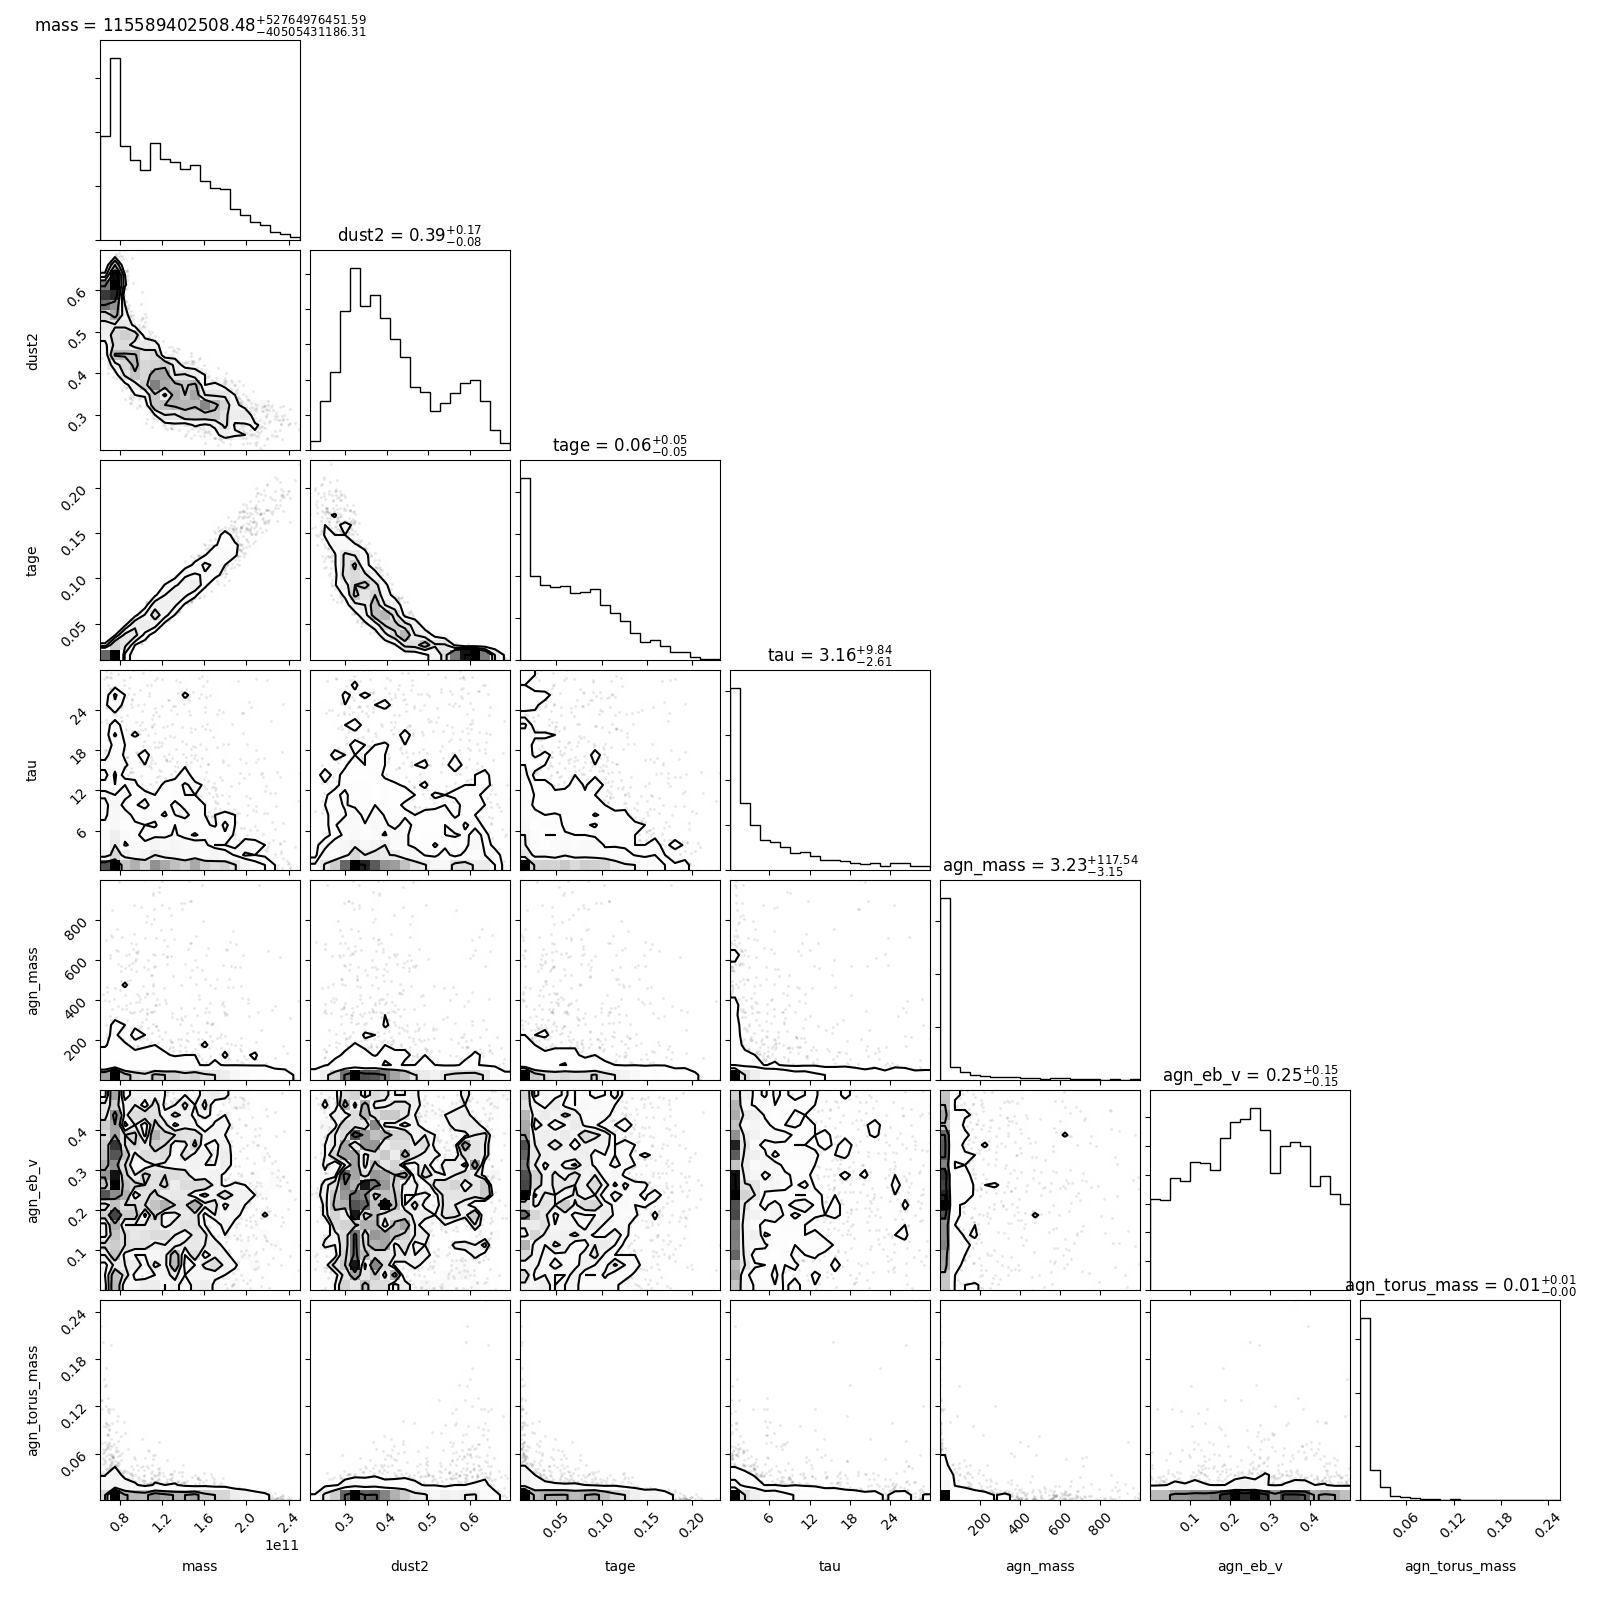 mass = 115589402508.48+52764976451.59−40505431186.31
dust2 = 0.39+0.17−0.08
0.6
0.5
0.4
0.3
dust2
tage = 0.06+0.05−0.05
0.20
0.15
0.10
0.05
tage
tau = 3.16+9.84−2.61
24
18
12
6
tau
agn_mass = 3.23+117.54−3.15
800
600
400
200
agn_mass
agn_eb_v = 0.25+0.15−0.15
0.4
0.3
0.2
0.1
agn_eb_v
agn_torus_mass = 0.01+0.01−0.00
0.24
0.18
0.12
0.06
agn_torus_mass
0.8 1.2 1.6 2.0 2.4
1e11
mass
0.3 0.4 0.5 0.6
dust2
0.05 0.10 0.15 0.20
tage
6 12 18 24
tau
200 400 600 800
agn_mass
0.1 0.2 0.3 0.4
agn_eb_v
0.06 0.12 0.18 0.24
agn_torus_mass